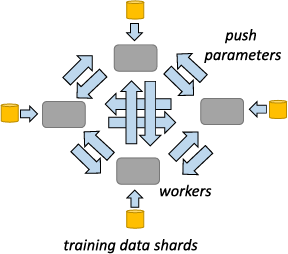 push
parameters
workers
training data shards